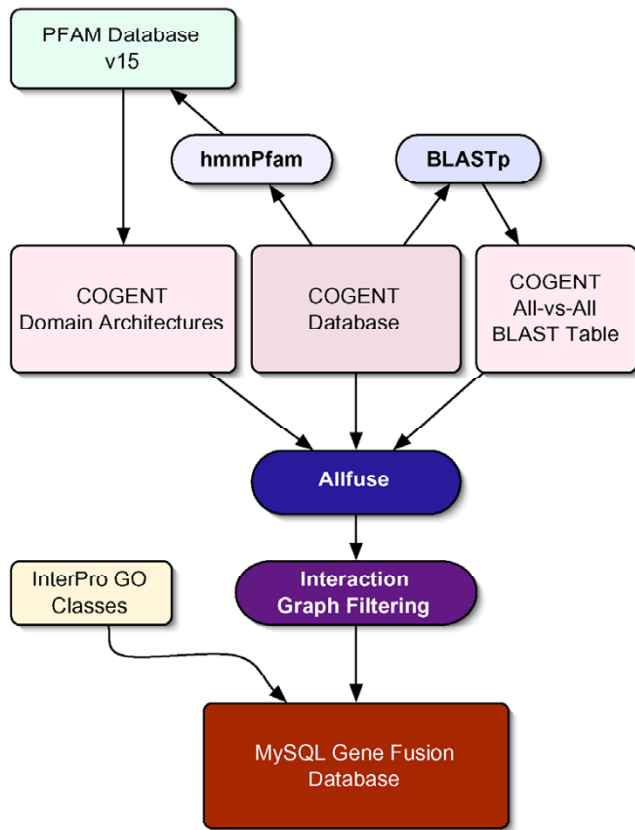 PFAM Database
v15
hmmPfam
BLASTp
COGENT
Domain Architectures
COGENT
Database
COGENT
All-vs-All
BLAST Table
Allfuse
InterPro GO
Classes
Interaction
Graph Filtering
MySQL Gene Fusion
Database